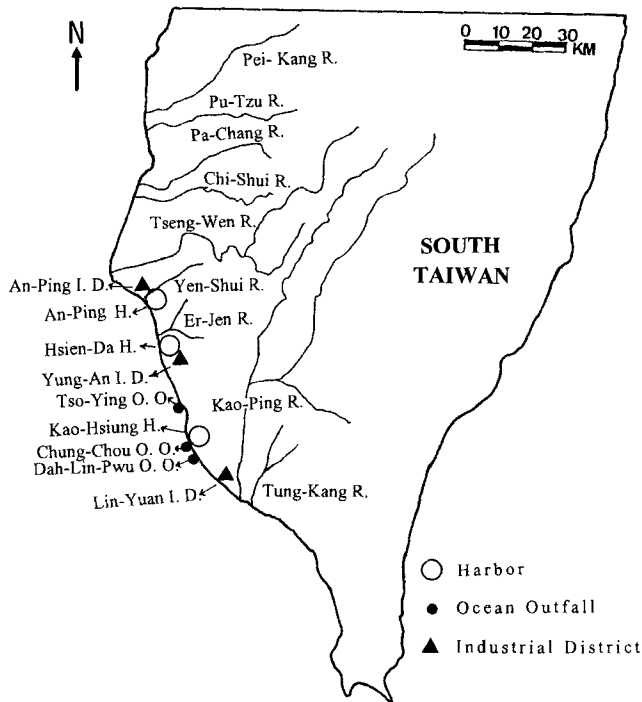 N
0 10 20 30
KM
Pei-Kang R.
Pu-Tzu R.
Pa-Chang R.
Chi-Shui R.
Tseng-Wen R.
SOUTH
TAIWAN
An-Ping I. D.
Yen-Shui R.
An-Ping H.
Er-Jen R.
Hsien-Da H.
Yung-An I. D.
Tso-Ying O. O.
Kao-Ping R.
Kao-Hsiung H.
Chung-Chou O. O.
Dah-Lin-Pwu O. O.
Lin-Yuan I. D.
Tung-Kang R.
Harbor
Ocean Outfall
Industrial District